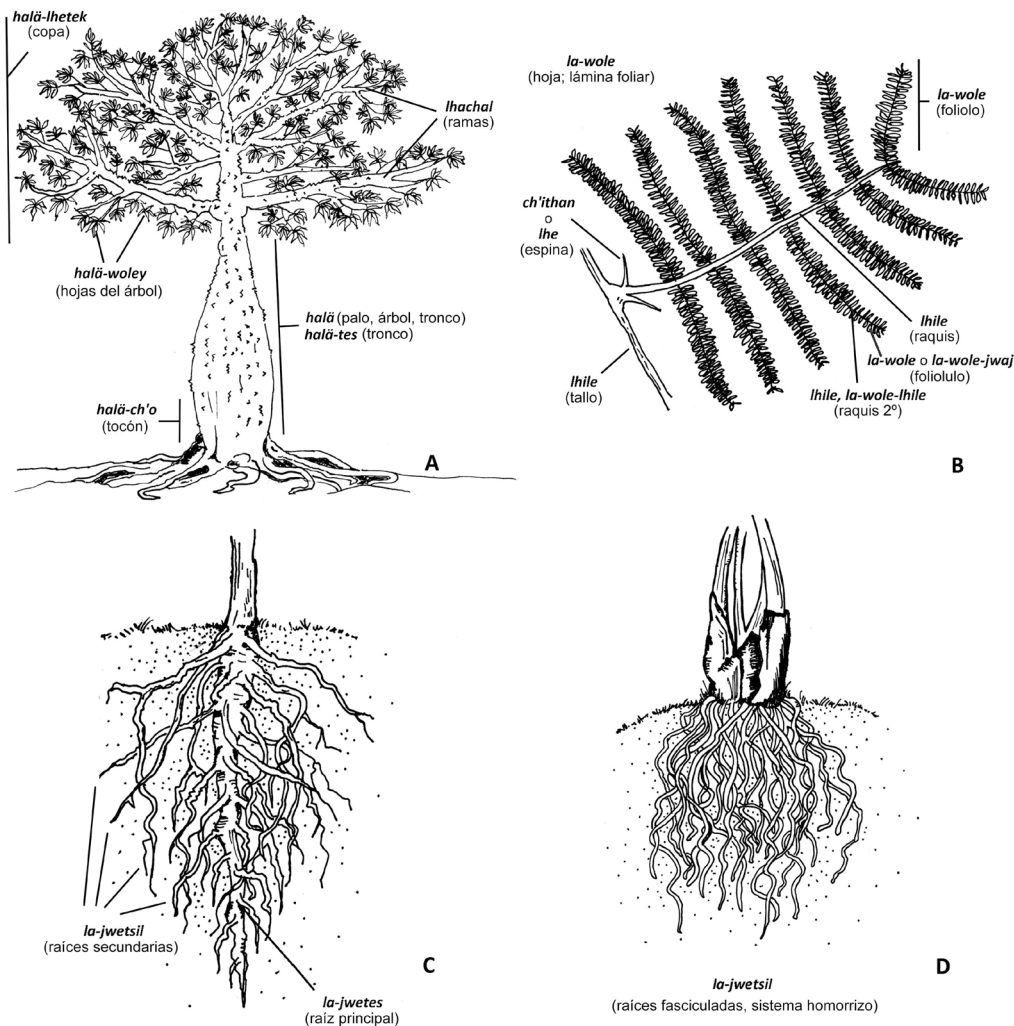 halä-lhetek
(copa)
lhachal
(ramas)
halä-woley
(hojas del árbol)
halä (palo, árbol, tronco)
halä-tes (tronco)
halä-ch'o
(tocón)
A
la-wole
(hoja; lámina foliar)
la-wole
(foliolo)
ch'ithan
o
lhe
(espina)
lhile
(raquis)
la-wole o la-wole-jwaj
(foliolulo)
lhile, la-wole-lhile
(raquis 2º)
lhile
(tallo)
B
la-jwetsil
(raíces secundarias)
la-jwetes
(raíz principal)
C
D
la-jwetsil
(raíces fasciculadas, sistema homorrizo)